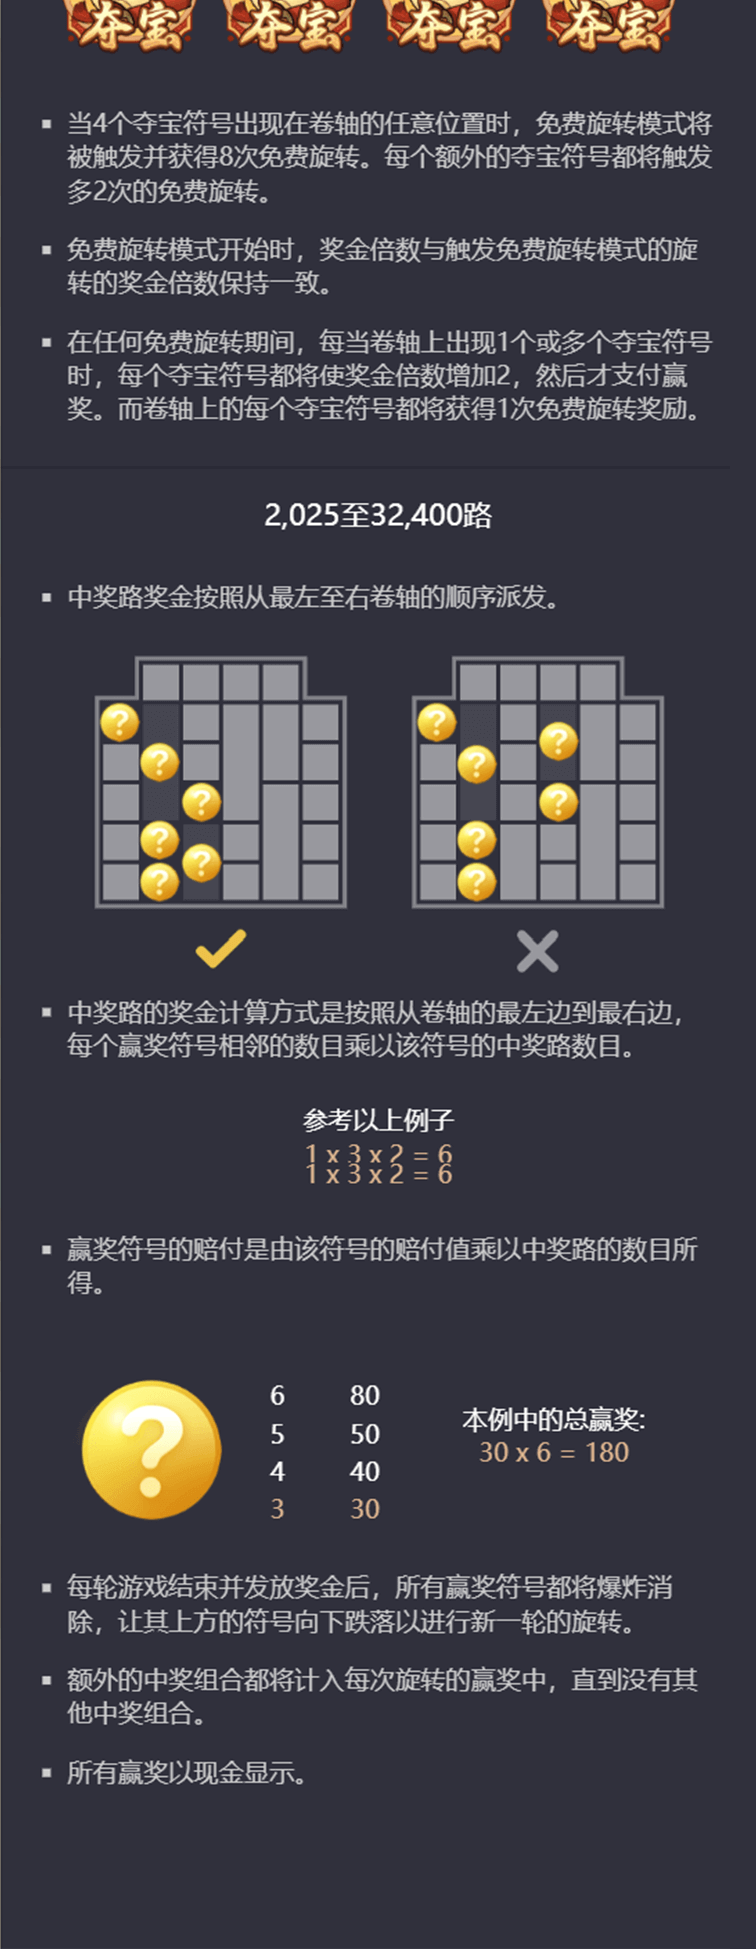 夺宝 夺宝 夺宝 夺宝
▪ 当4个夺宝符号出现在卷轴的任意位置时，免费旋转模式将
被触发并获得8次免费旋转。每个额外的夺宝符号都将触发
多2次的免费旋转。
▪ 免费旋转模式开始时，奖金倍数与触发免费旋转模式的旋
转的奖金倍数保持一致。
▪ 在任何免费旋转期间，每当卷轴上出现1个或多个夺宝符号
时，每个夺宝符号都将使奖金倍数增加2，然后才支付赢
奖。而卷轴上的每个夺宝符号都将获得1次免费旋转奖励。
2,025至32,400路
▪ 中奖路奖金按照从最左至右卷轴的顺序派发。
? ?
? ?
? ?
? ?
? ?
? ?
▪ 中奖路的奖金计算方式是按照从卷轴的最左边到最右边，
每个赢奖符号相邻的数目乘以该符号的中奖路数目。
参考以上例子
1 x 3 x 2 = 6
1 x 3 x 2 = 6
▪ 赢奖符号的赔付是由该符号的赔付值乘以中奖路的数目所
得。
?
6 80
5 50
4 40
3 30
本例中的总赢奖:
30 x 6 = 180
▪ 每轮游戏结束并发放奖金后，所有赢奖符号都将爆炸消
除，让其上方的符号向下跌落以进行新一轮的旋转。
▪ 额外的中奖组合都将计入每次旋转的赢奖中，直到没有其
他中奖组合。
▪ 所有赢奖以现金显示。